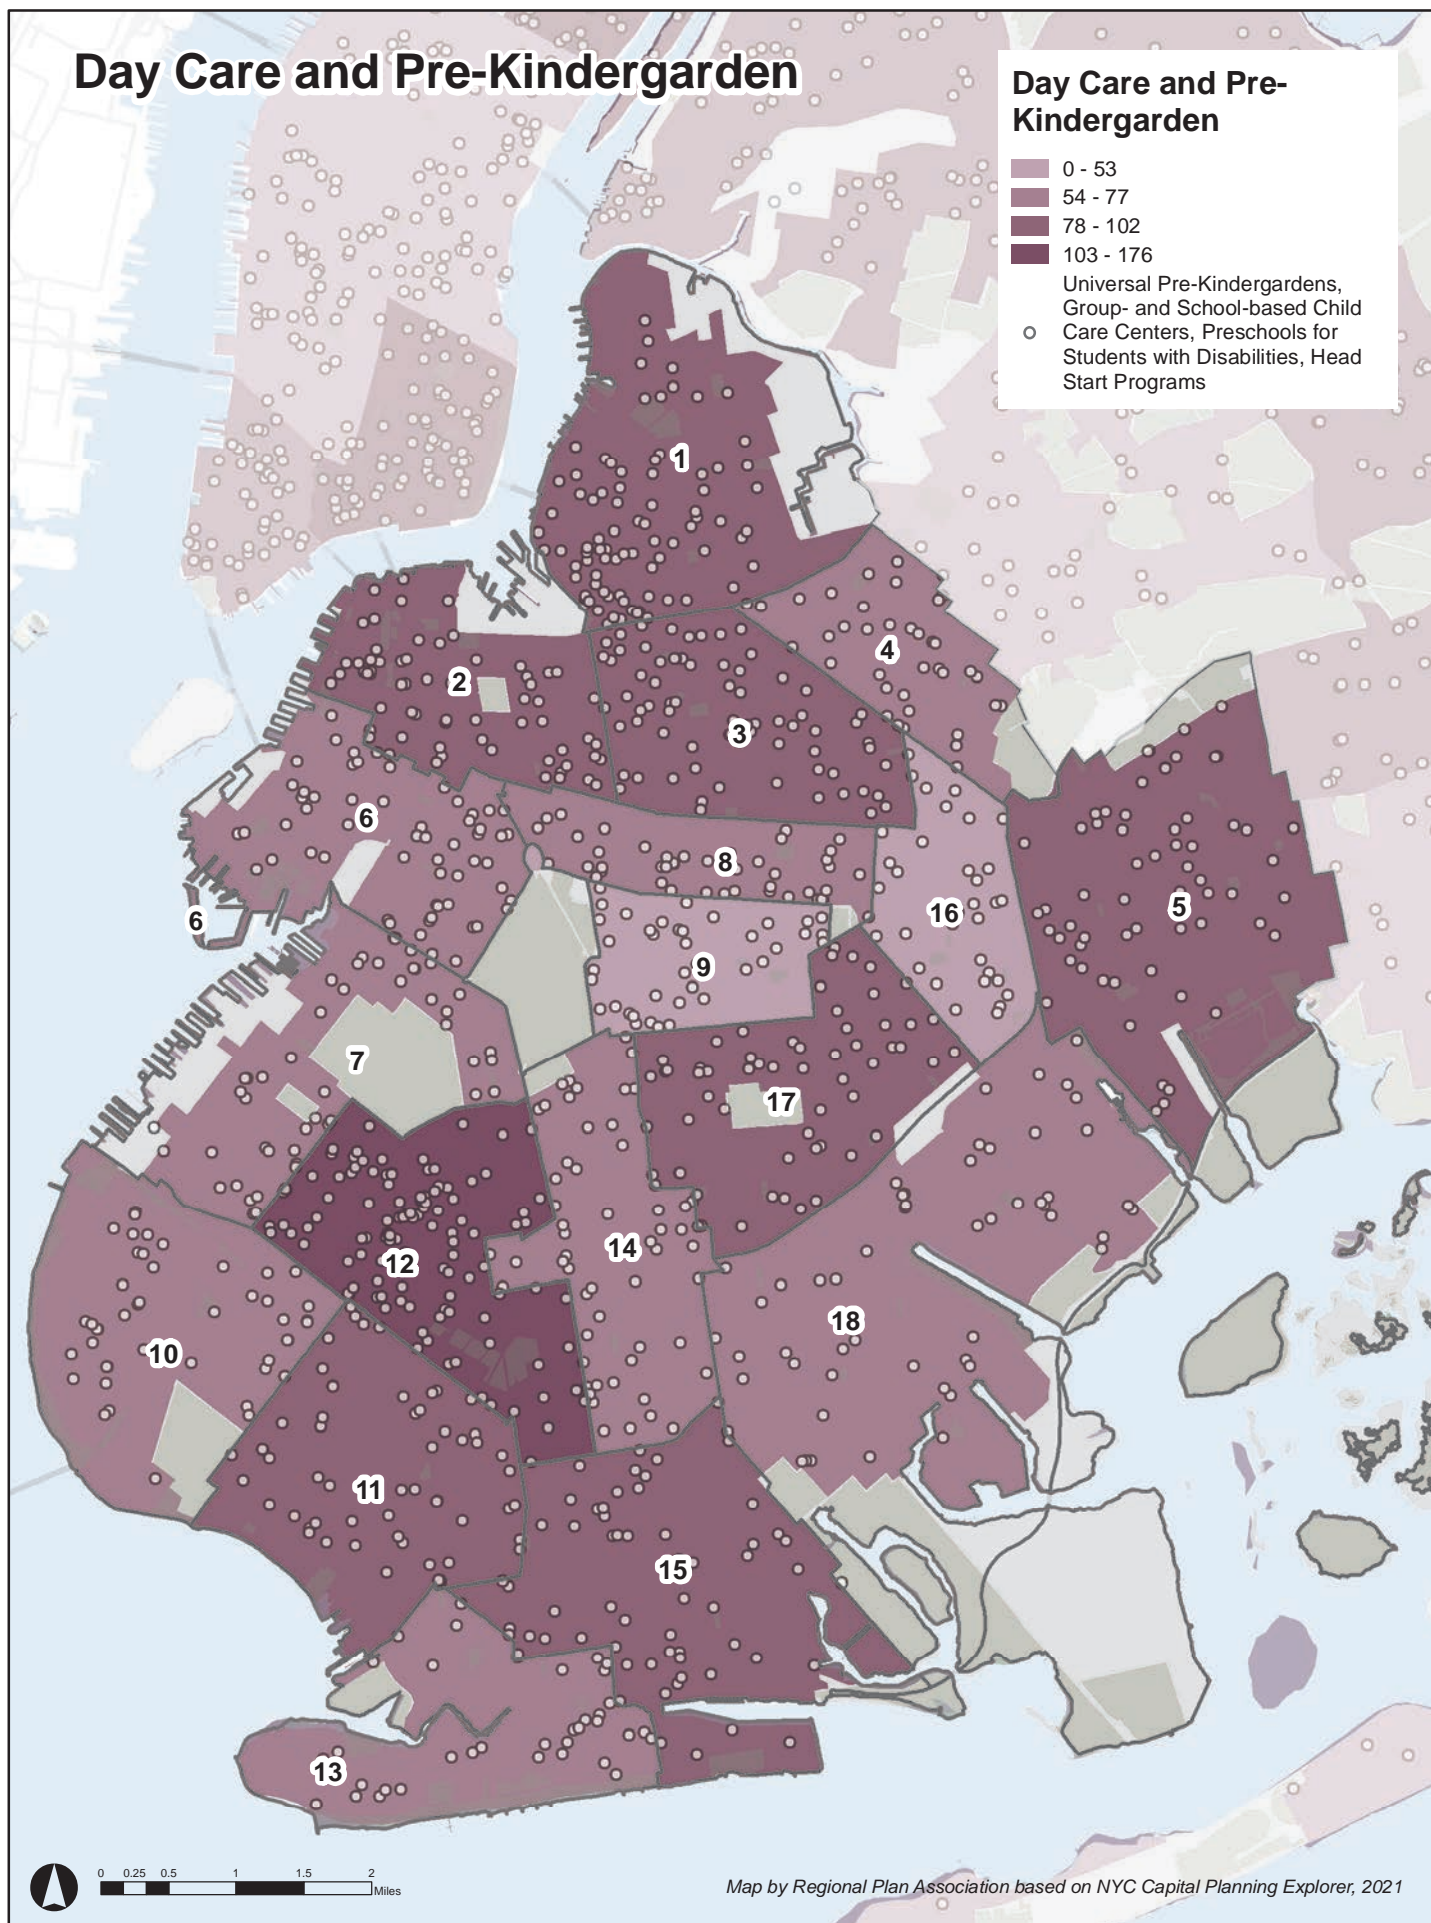 Day Care and Pre-Kindergarden
Day Care and Pre-
Kindergarden
0 - 53
54 - 77
78 - 102
103 - 176
Universal Pre-Kindergardens,
Group- and School-based Child
Care Centers, Preschools for
Students with Disabilities, Head
Start Programs
1
4
2
3
6
8
5
16
6
9
7
17
14
12
18
10
11
15
13
0 0.25 0.5 1 1.5 2
Miles
Map by Regional Plan Association based on NYC Capital Planning Explorer, 2021